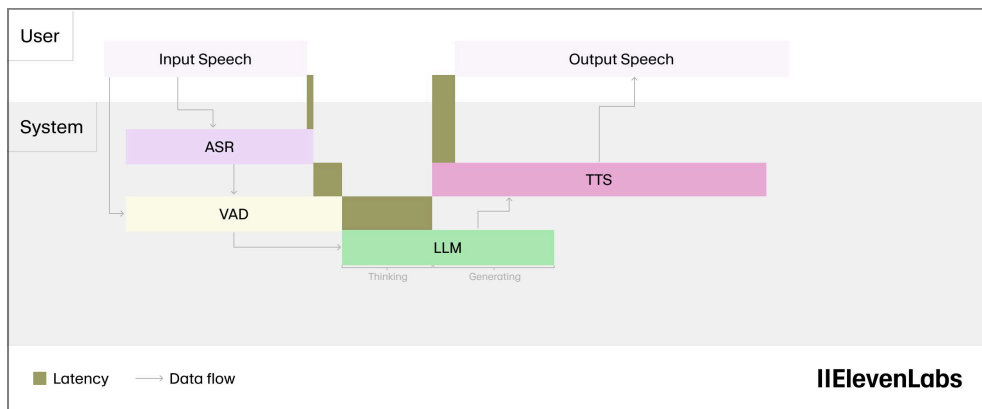 User
Input Speech
Output Speech
System
ASR
TTS
VAD
LLM
Thinking
Generating
Latency
Data flow
IIElevenLabs